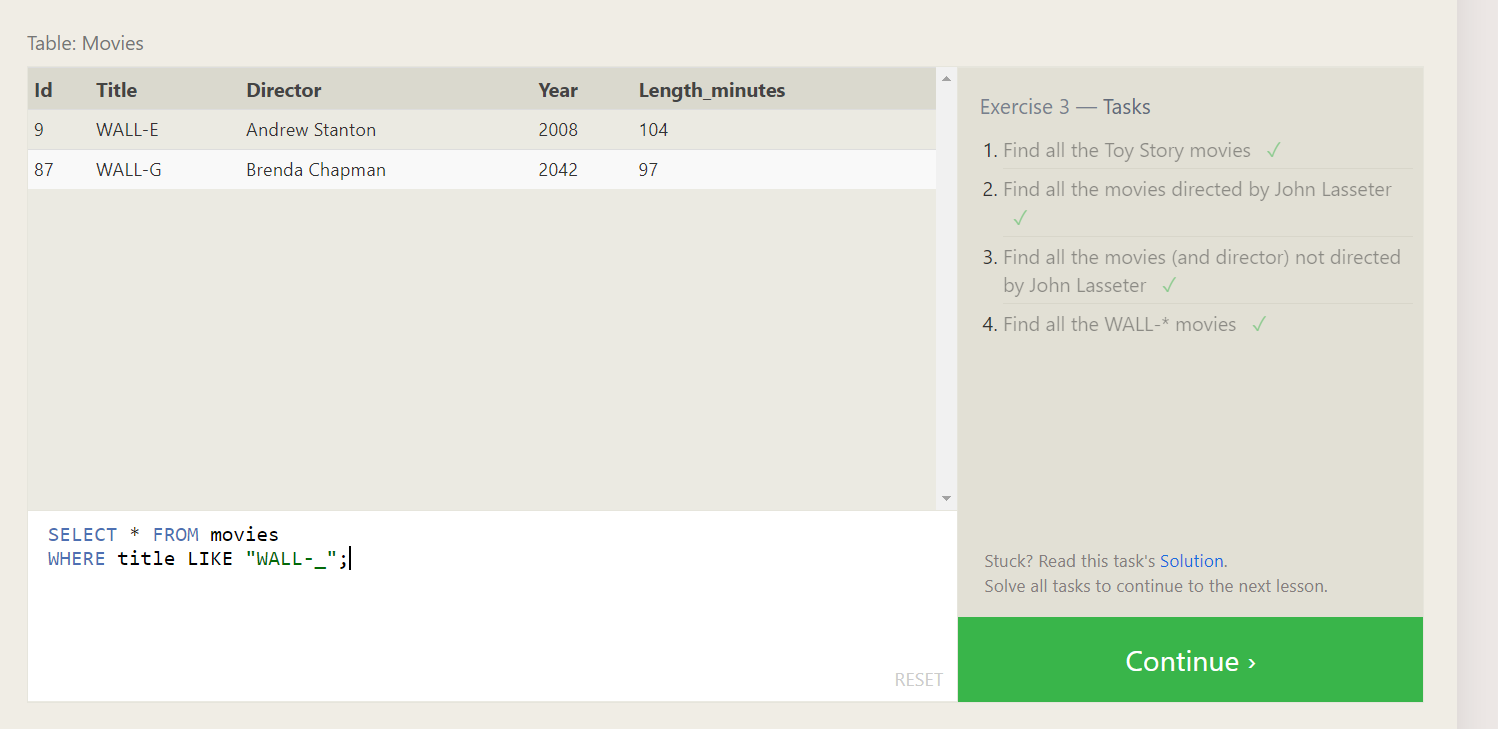 Table: Movies
Id Title Director Year Length_minutes
9 WALL-E Andrew Stanton 2008 104
87 WALL-G Brenda Chapman 2042 97
SELECT * FROM movies
WHERE title LIKE "WALL-_";
RESET
Exercise 3 — Tasks
1. Find all the Toy Story movies ✓
2. Find all the movies directed by John Lasseter
✓
3. Find all the movies (and director) not directed
by John Lasseter ✓
4. Find all the WALL-* movies ✓
Stuck? Read this task's Solution.
Solve all tasks to continue to the next lesson.
Continue ›